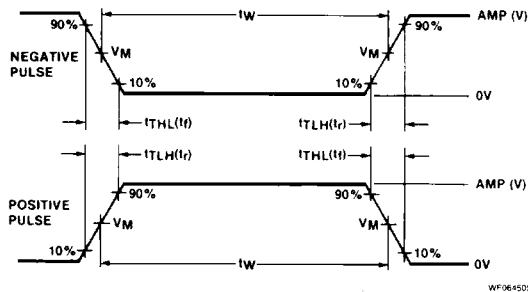 tW
90%
90%
AMP (V)
NEGATIVE
PULSE
VM
VM
10%
10%
0V
tTHL(tf)
tTLH(tr)
tTLH(tr)
tTHL(tf)
AMP (V)
POSITIVE
PULSE
90%
90%
VM
VM
10%
10%
tW
0V